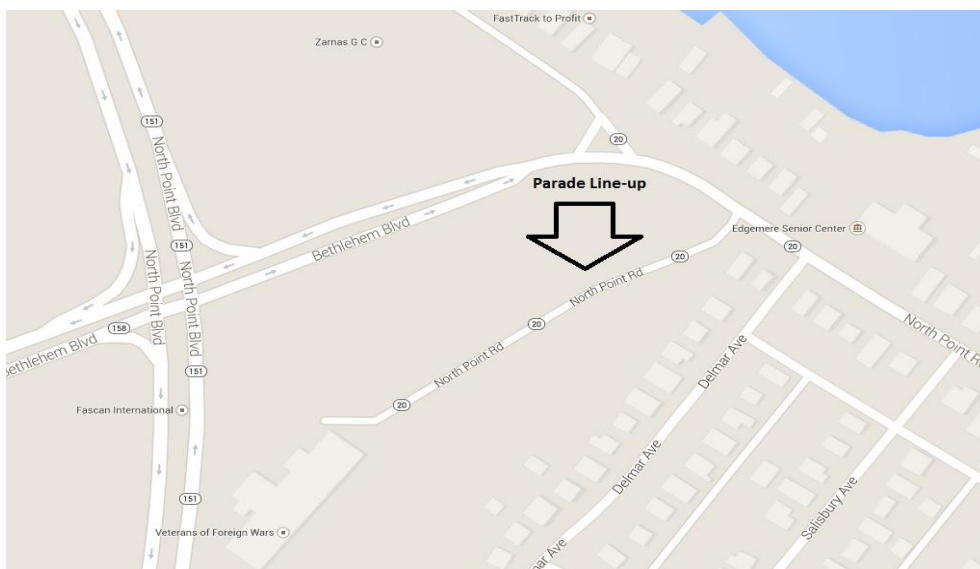 FastTrack to Profit
Zarnas G C
151
North Point Blvd
20
Parade Line-up
Bethlehem Blvd
Edgemere Senior Center
151
20
20
North Point Blvd
North Point Blvd
North Point Rd
158
20
North Point Rd
Bethlehem Blvd
Delmar Ave
North Point Rd
151
20
Fascan International
Delmar Ave
Salisbury Ave
151
Veterans of Foreign Wars
mar Ave